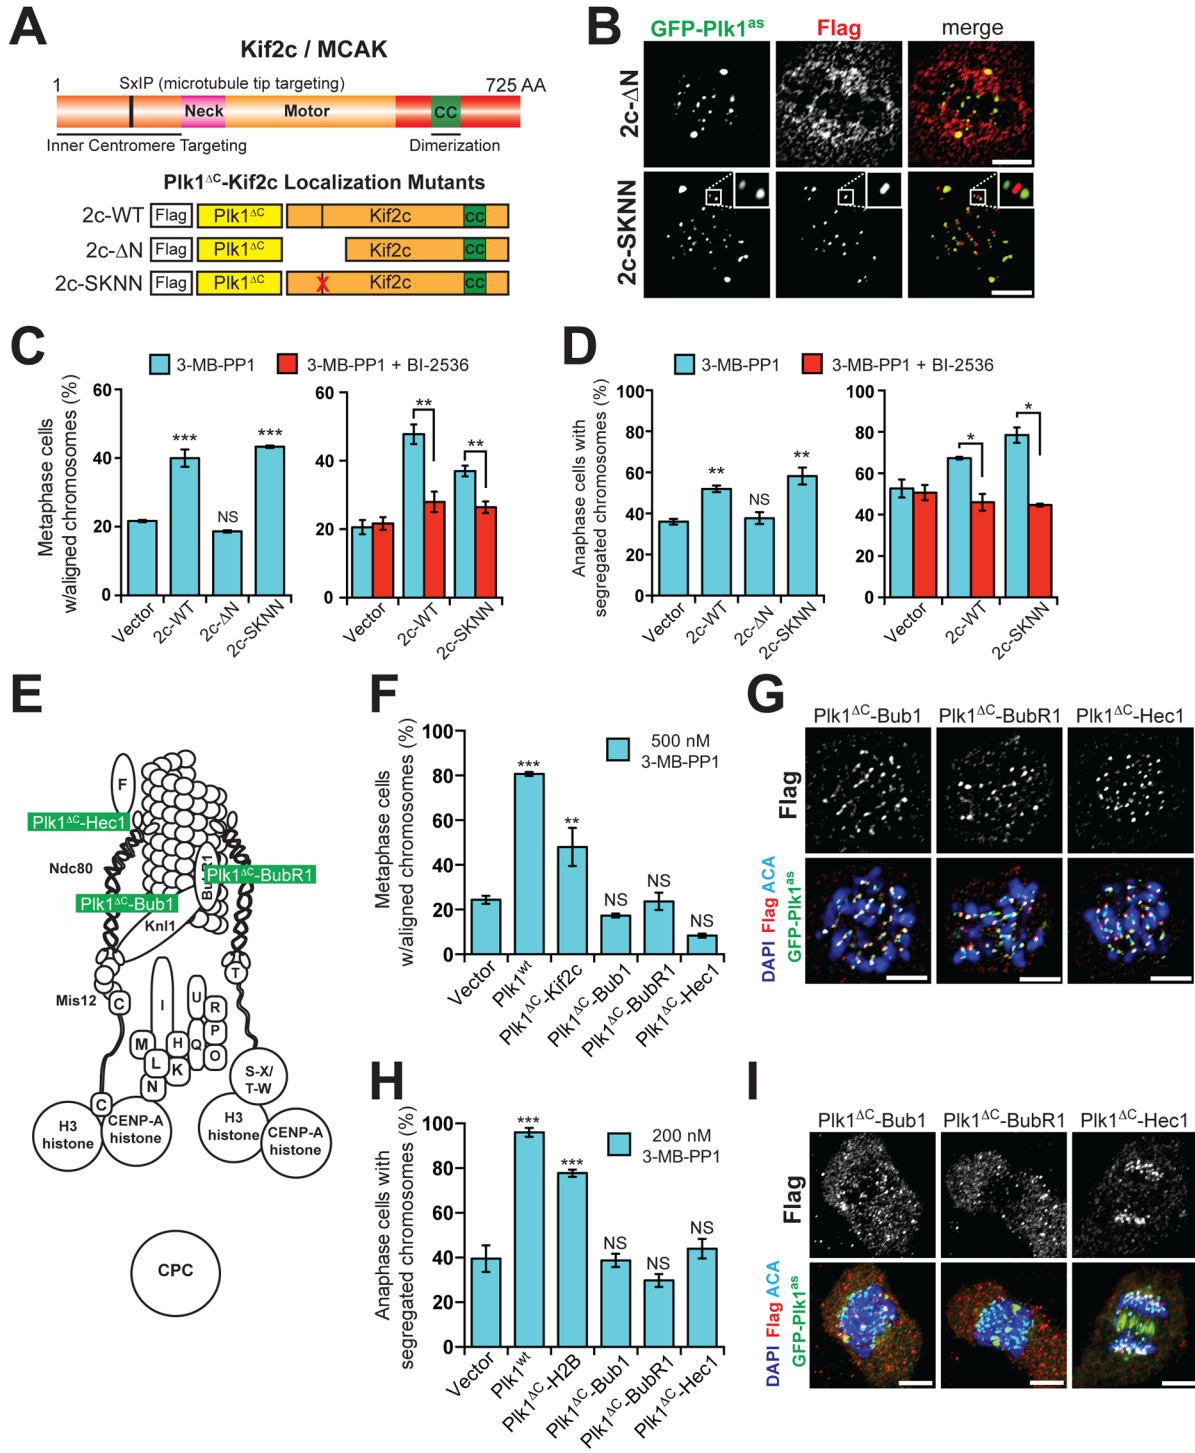 A
Kif2c / MCAK
1
SxIP (microtubule tip targeting)
725 AA
Neck
Motor
CC
Inner Centromere Targeting
Dimerization
Plk1ΔC-Kif2c Localization Mutants
2c-WT Flag Plk1ΔC Kif2c CC
2c-ΔN Flag Plk1ΔC Kif2c CC
2c-SKNN Flag Plk1ΔC X Kif2c CC
B
GFP-Plk1as Flag merge
2c-ΔN
2c-SKNN
C
3-MB-PP1
3-MB-PP1 + BI-2536
Metaphase cells
w/aligned chromosomes (%)
60
40
20
0
***
NS
***
Vector
2c-WT
2c-ΔN
2c-SKNN
60
40
20
0
**
**
Vector
2c-WT
2c-SKNN
D
3-MB-PP1
3-MB-PP1 + BI-2536
Anaphase cells with
segregated chromosomes (%)
100
80
60
40
20
0
**
NS
**
Vector
2c-WT
2c-ΔN
2c-SKNN
100
80
60
40
20
0
*
*
Vector
2c-WT
2c-SKNN
E
F
Plk1ΔC-Hec1
Ndc80
Plk1ΔC-BubR1
Plk1ΔC-Bub1
Knl1
T
Mis12
C
I
U
R
P
M
H
Q
O
L
K
N
S-X/
T-W
C
H3
histone
CENP-A
histone
H3
histone
CENP-A
histone
CPC
F
Metaphase cells
w/aligned chromosomes (%)
500 nM
3-MB-PP1
100
80
60
40
20
0
***
**
NS
NS
NS
Vector
Plk1wt
Plk1ΔC-Kif2c
Plk1ΔC-Bub1
Plk1ΔC-BubR1
Plk1ΔC-Hec1
G
Plk1ΔC-Bub1 Plk1ΔC-BubR1 Plk1ΔC-Hec1
Flag
DAPI Flag ACA
GFP-Plk1as
H
Anaphase cells with
segregated chromosomes (%)
200 nM
3-MB-PP1
100
80
60
40
20
0
***
***
NS
NS
NS
Vector
Plk1wt
Plk1ΔC-H2B
Plk1ΔC-Bub1
Plk1ΔC-BubR1
Plk1ΔC-Hec1
I
Plk1ΔC-Bub1 Plk1ΔC-BubR1 Plk1ΔC-Hec1
Flag
DAPI Flag ACA
GFP-Plk1as